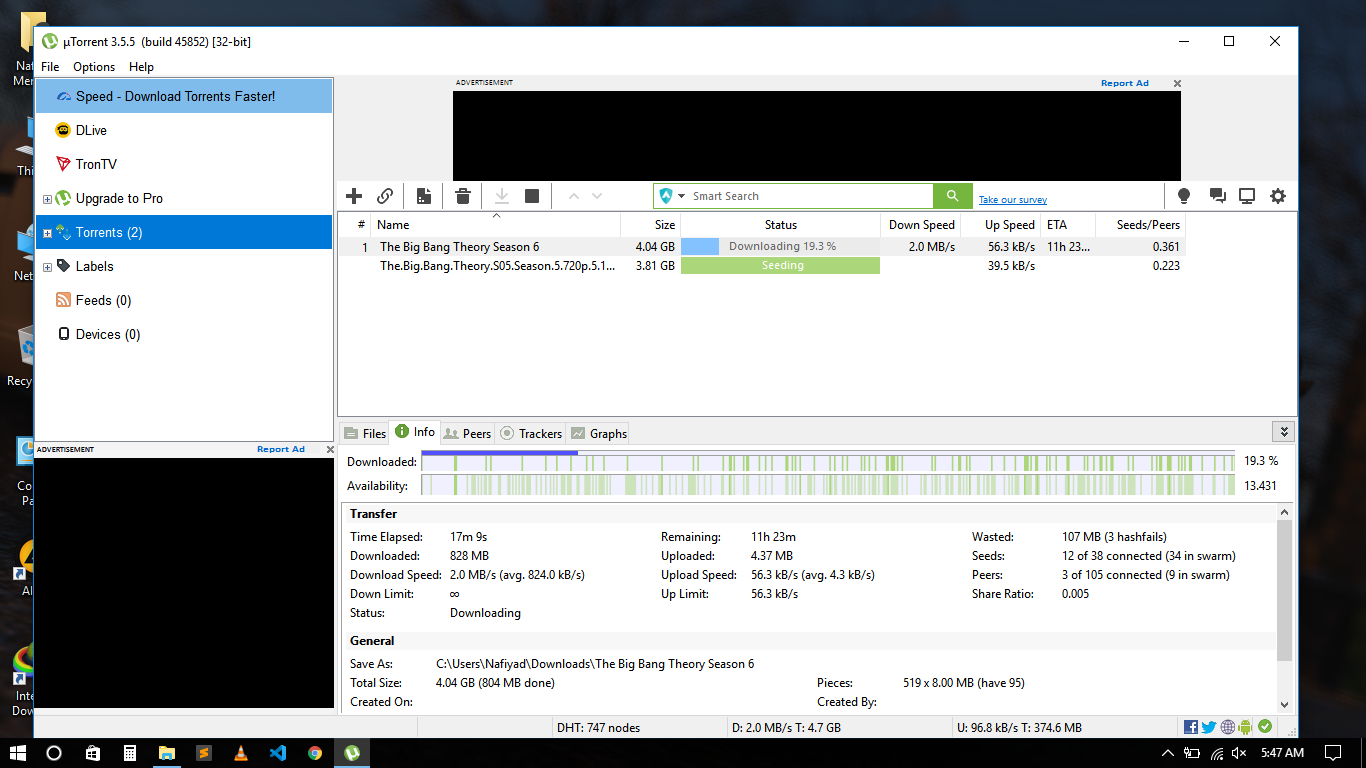 µTorrent 3.5.5 (build 45852) [32-bit]
File Options Help
Speed - Download Torrents Faster!
DLive
TronTV
Upgrade to Pro
Torrents (2)
Labels
Feeds (0)
Devices (0)
ADVERTISEMENT Report Ad
ADVERTISEMENT Report Ad
Smart Search
Take our survey
# Name Size Status Down Speed Up Speed ETA Seeds/Peers
1 The Big Bang Theory Season 6 4.04 GB Downloading 19.3 % 2.0 MB/s 56.3 kB/s 11h 23... 0.361
The.Big.Bang.Theory.S05.Season.5.720p.5.1... 3.81 GB Seeding 39.5 kB/s 0.223
Files Info Peers Trackers Graphs
Downloaded: 19.3 %
Availability: 13.431
Transfer
Time Elapsed: 17m 9s Remaining: 11h 23m Wasted: 107 MB (3 hashfails)
Downloaded: 828 MB Uploaded: 4.37 MB Seeds: 12 of 38 connected (34 in swarm)
Download Speed: 2.0 MB/s (avg. 824.0 kB/s) Upload Speed: 56.3 kB/s (avg. 4.3 kB/s) Peers: 3 of 105 connected (9 in swarm)
Down Limit: ∞ Up Limit: 56.3 kB/s Share Ratio: 0.005
Status: Downloading
General
Save As: C:\Users\Nafiyad\Downloads\The Big Bang Theory Season 6
Total Size: 4.04 GB (804 MB done) Pieces: 519 x 8.00 MB (have 95)
Created On: Created By:
DHT: 747 nodes D: 2.0 MB/s T: 4.7 GB U: 96.8 kB/s T: 374.6 MB
5:47 AM